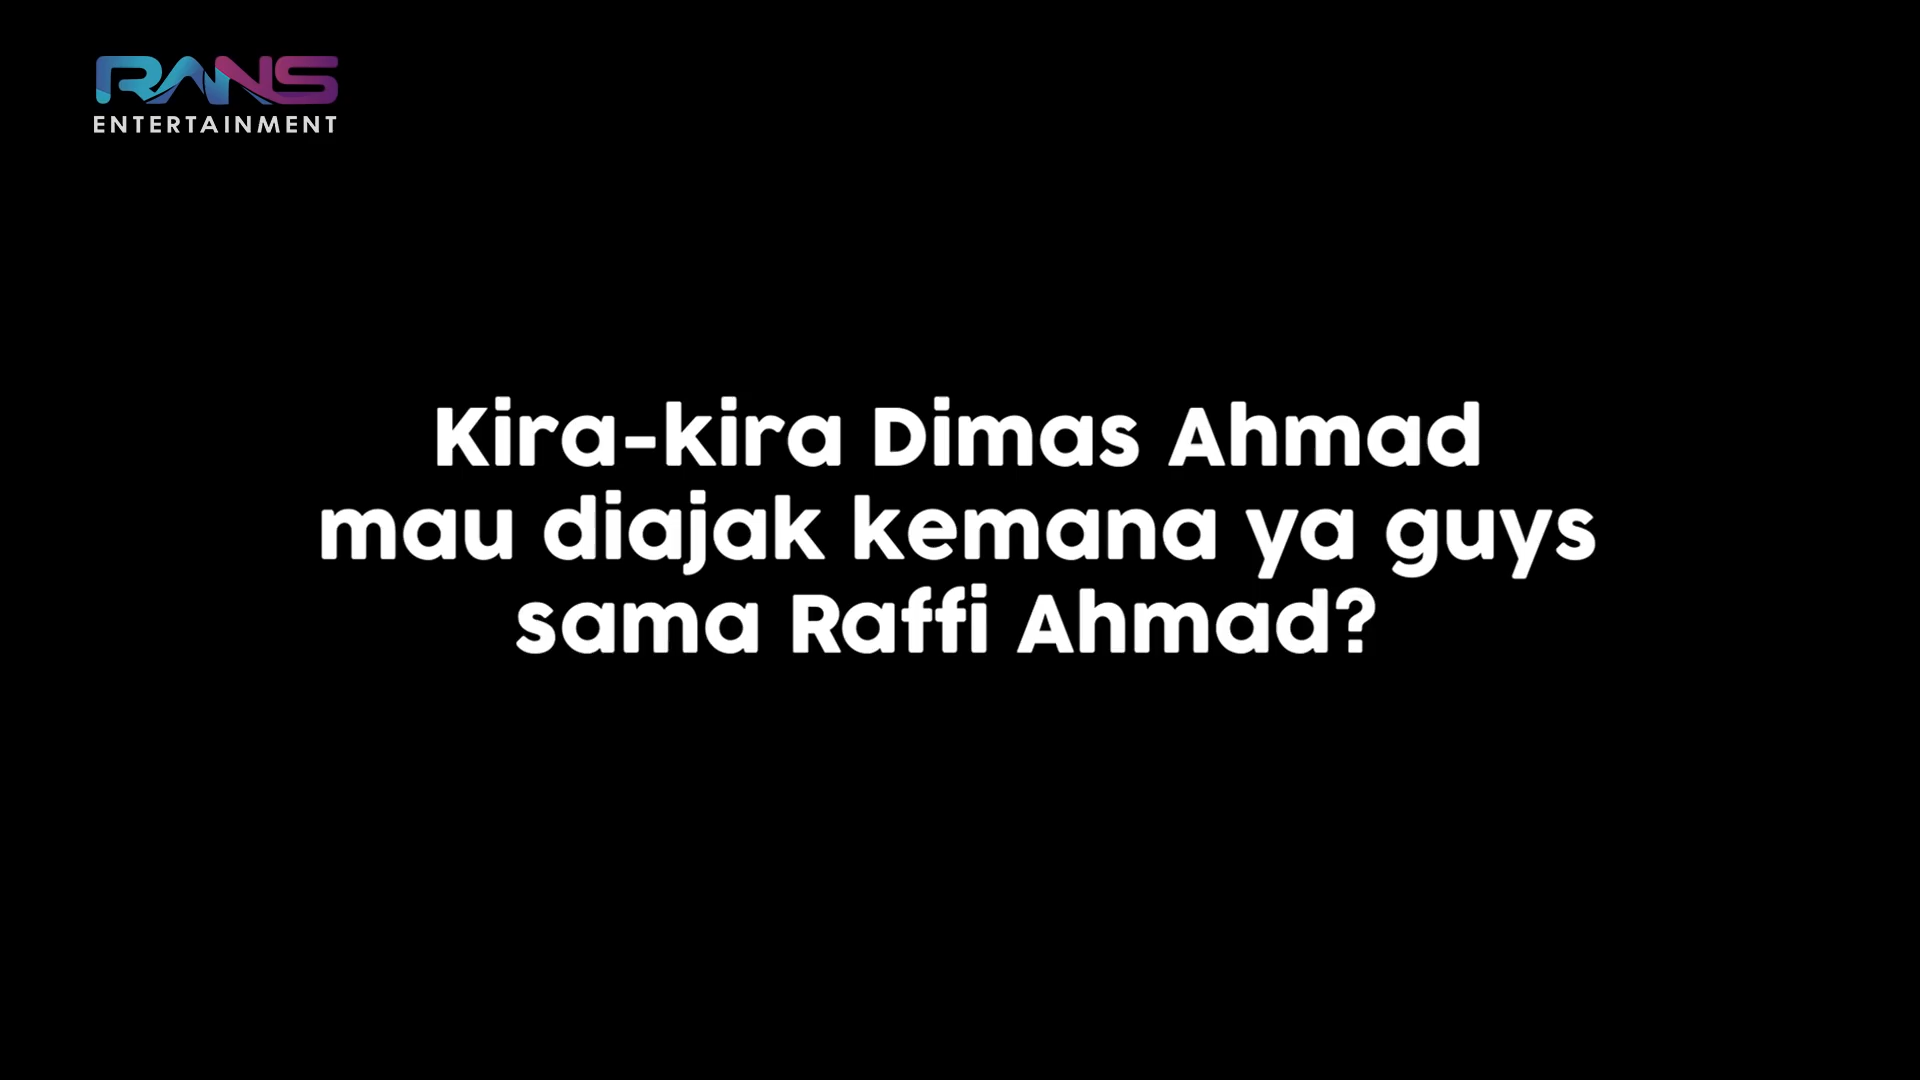 RANS
ENTERTAINMENT
Kira-kira Dimas Ahmad
mau diajak kemana ya guys
sama Raffi Ahmad?